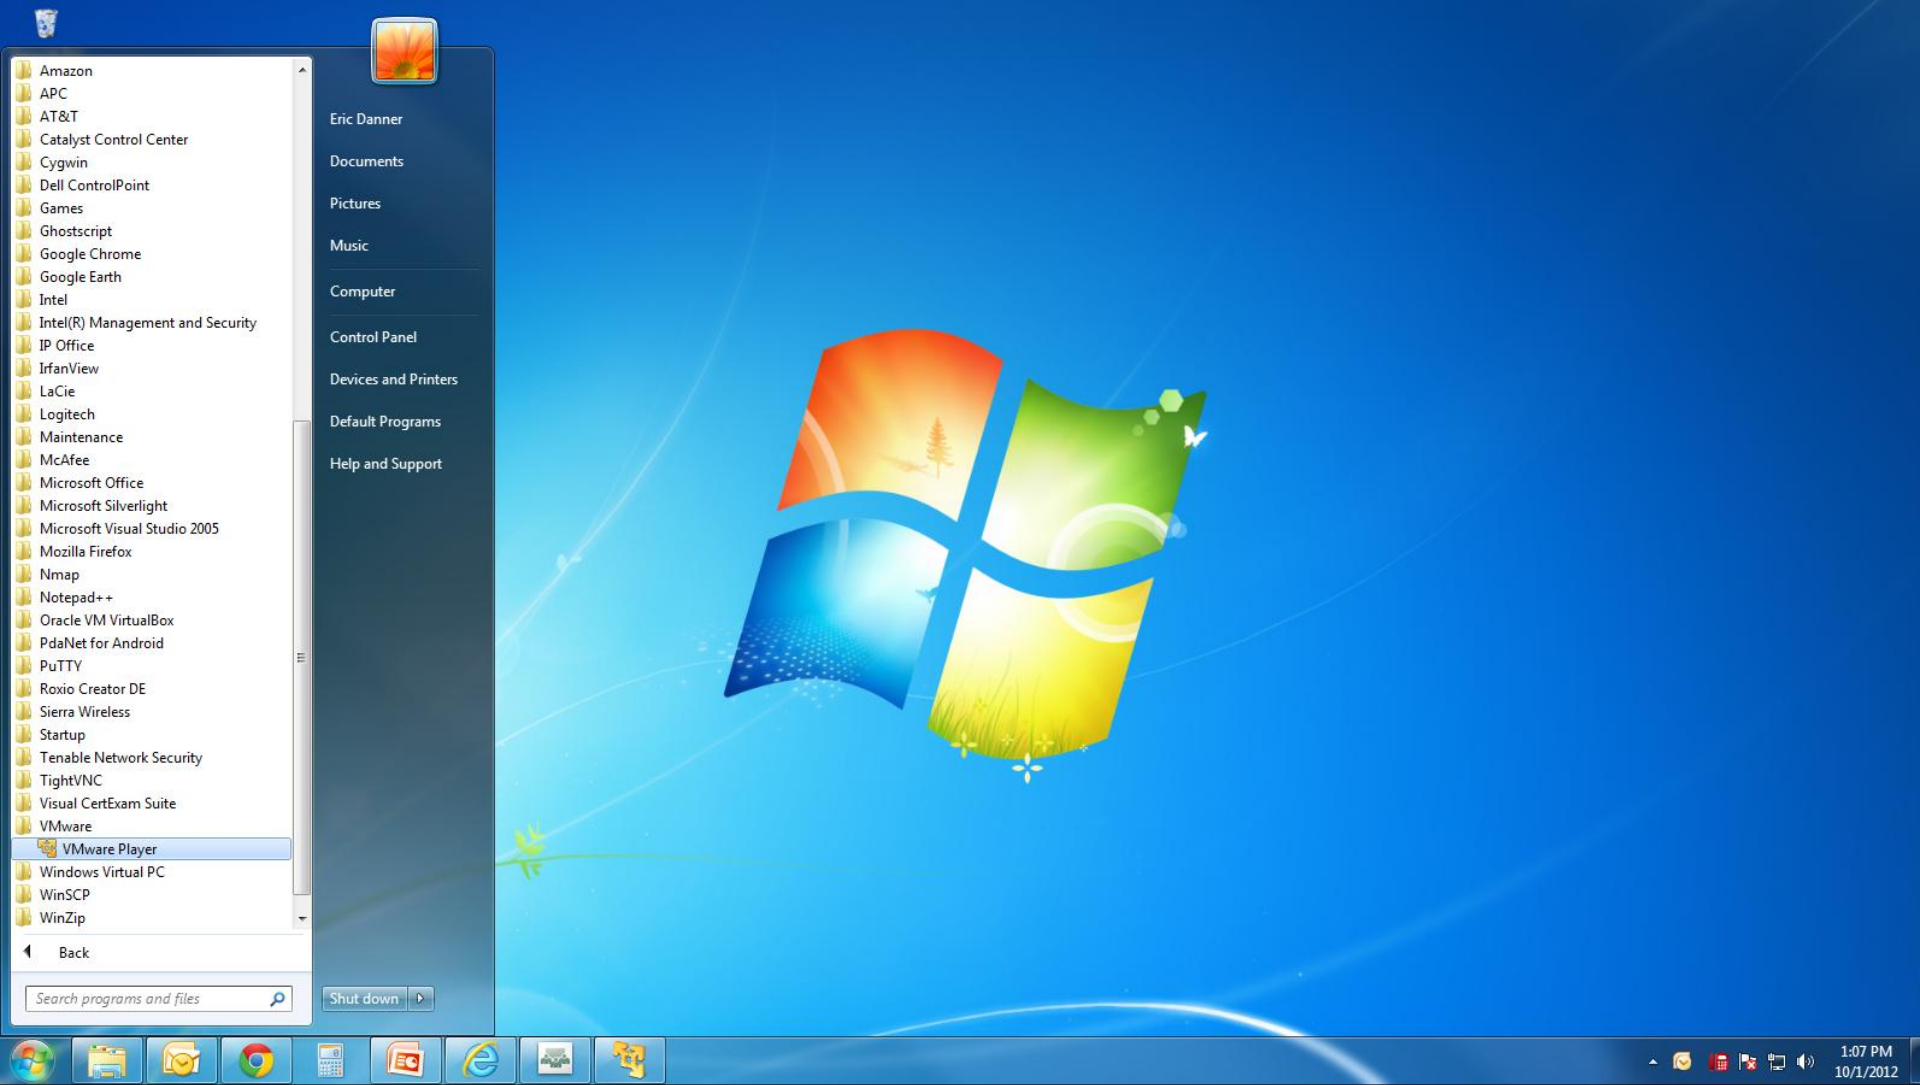 Amazon
APC
AT&T
Catalyst Control Center
Cygwin
Dell ControlPoint
Games
Ghostscript
Google Chrome
Google Earth
Intel
Intel(R) Management and Security
IP Office
IrfanView
LaCie
Logitech
Maintenance
McAfee
Microsoft Office
Microsoft Silverlight
Microsoft Visual Studio 2005
Mozilla Firefox
Nmap
Notepad++
Oracle VM VirtualBox
PdaNet for Android
PuTTY
Roxio Creator DE
Sierra Wireless
Startup
Tenable Network Security
TightVNC
Visual CertExam Suite
VMware
VMware Player
Windows Virtual PC
WinSCP
WinZip
Back
Search programs and files
Eric Danner
Documents
Pictures
Music
Computer
Control Panel
Devices and Printers
Default Programs
Help and Support
Shut down
1:07 PM
10/1/2012